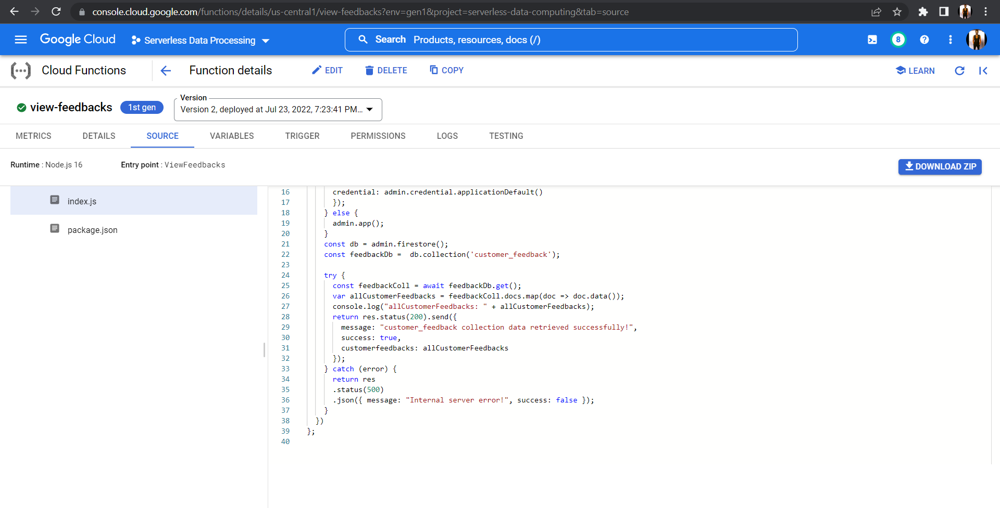 console.cloud.google.com/functions/details/us-central1/view-feedbacks?env=gen1&project=serverless-data-computing&tab=source
Google Cloud Serverless Data Processing Search Products, resources, docs (/) 8 ?
(...) Cloud Functions Function details EDIT DELETE COPY LEARN
Version
view-feedbacks 1st gen Version 2, deployed at Jul 23, 2022, 7:23:41 PM...
METRICS DETAILS SOURCE VARIABLES TRIGGER PERMISSIONS LOGS TESTING
Runtime : Node.js 16 Entry point : ViewFeedbacks DOWNLOAD ZIP
index.js
package.json
16 credential: admin.credential.applicationDefault()
17 });
18 } else {
19 admin.app();
20 }
21 const db = admin.firestore();
22 const feedbackDb =  db.collection('customer_feedback');
23
24 try {
25 const feedbackColl = await feedbackDb.get();
26 var allCustomerFeedbacks = feedbackColl.docs.map(doc => doc.data());
27 console.log("allCustomerFeedbacks: " + allCustomerFeedbacks);
28 return res.status(200).send({
29 message: "customer_feedback collection data retrieved successfully!",
30 success: true,
31 customerfeedbacks: allCustomerFeedbacks
32 });
33 } catch (error) {
34 return res
35 .status(500)
36 .json({ message: "Internal server error!", success: false });
37 }
38 })
39 };
40